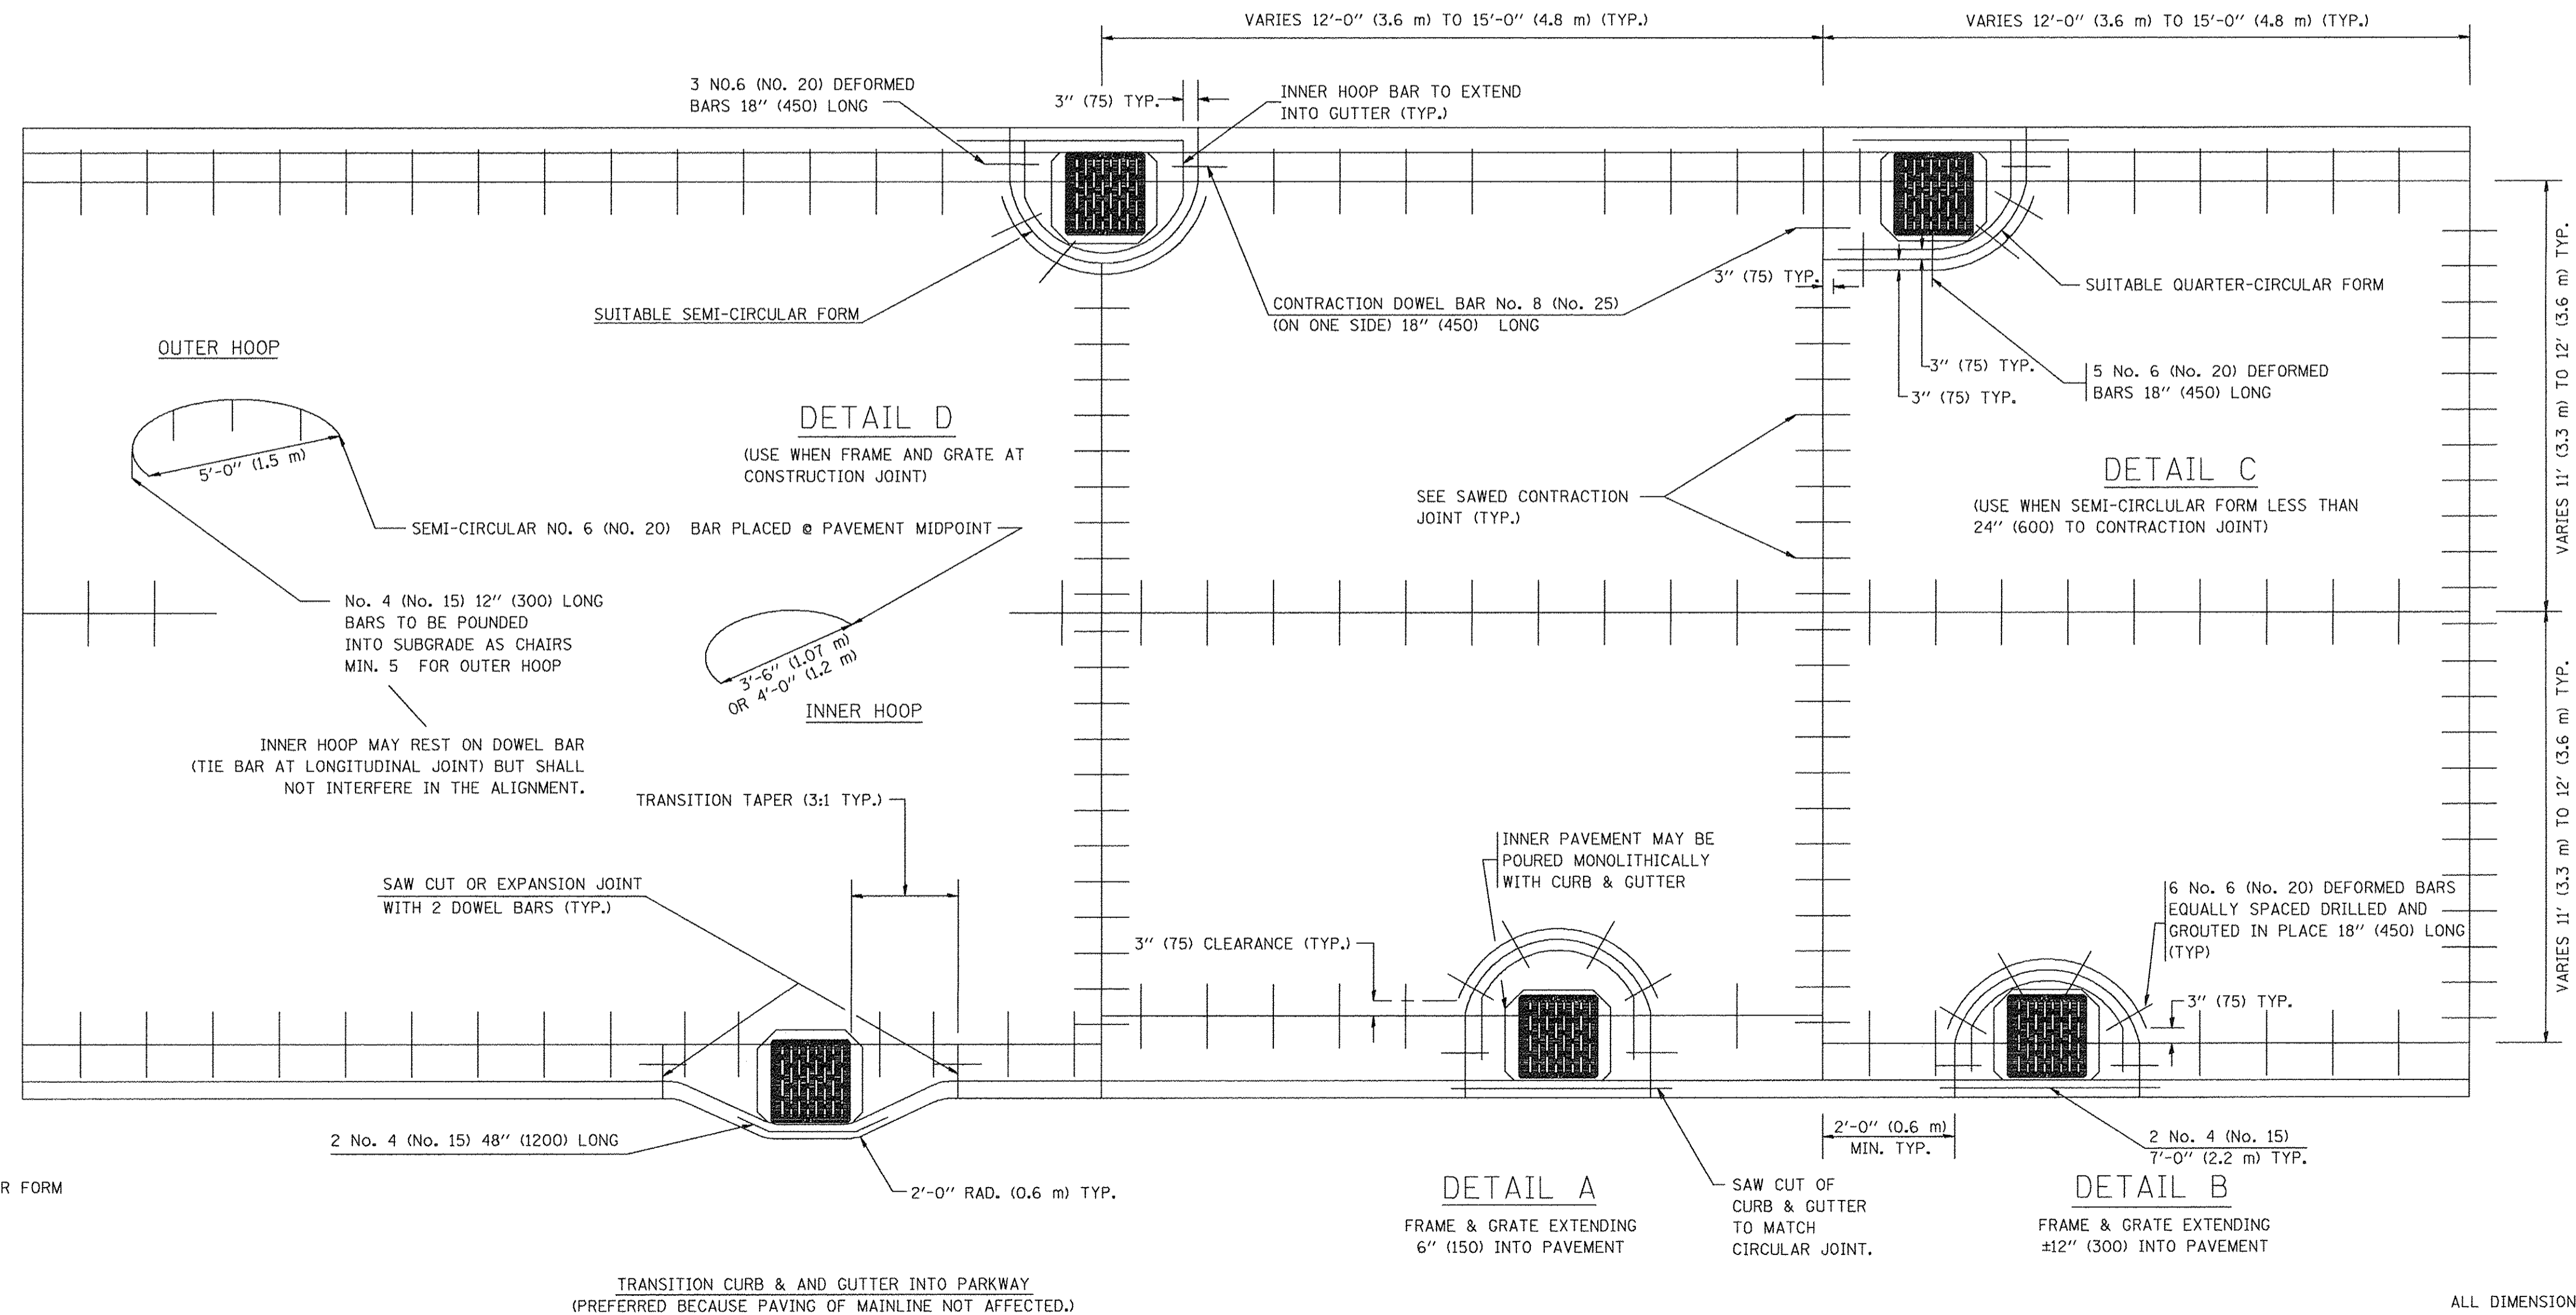 VARIES 12'-0" (3.6 m) TO 15'-0" (4.8 m) (TYP.)
VARIES 12'-0" (3.6 m) TO 15'-0" (4.8 m) (TYP.)
3 NO.6 (NO. 20) DEFORMED
BARS 18" (450) LONG
3" (75) TYP.
INNER HOOP BAR TO EXTEND
INTO GUTTER (TYP.)
SUITABLE SEMI-CIRCULAR FORM
CONTRACTION DOWEL BAR No. 8 (No. 25)
(ON ONE SIDE) 18" (450) LONG
3" (75) TYP.
SUITABLE QUARTER-CIRCULAR FORM
3" (75) TYP.
3" (75) TYP.
5 No. 6 (No. 20) DEFORMED
BARS 18" (450) LONG
VARIES 11' (3.3 m) TO 12' (3.6 m) TYP.
OUTER HOOP
5'-0" (1.5 m)
DETAIL D
(USE WHEN FRAME AND GRATE AT
CONSTRUCTION JOINT)
SEMI-CIRCULAR NO. 6 (NO. 20) BAR PLACED @ PAVEMENT MIDPOINT
SEE SAWED CONTRACTION
JOINT (TYP.)
DETAIL C
(USE WHEN SEMI-CIRCLULAR FORM LESS THAN
24" (600) TO CONTRACTION JOINT)
No. 4 (No. 15) 12" (300) LONG
BARS TO BE POUNDED
INTO SUBGRADE AS CHAIRS
MIN. 5 FOR OUTER HOOP
3'-6" (1.07 m)
OR 4'-0" (1.2 m)
INNER HOOP
INNER HOOP MAY REST ON DOWEL BAR
(TIE BAR AT LONGITUDINAL JOINT) BUT SHALL
NOT INTERFERE IN THE ALIGNMENT.
TRANSITION TAPER (3:1 TYP.)
VARIES 11' (3.3 m) TO 12' (3.6 m) TYP.
SAW CUT OR EXPANSION JOINT
WITH 2 DOWEL BARS (TYP.)
INNER PAVEMENT MAY BE
POURED MONOLITHICALLY
WITH CURB & GUTTER
3" (75) CLEARANCE (TYP.)
6 No. 6 (No. 20) DEFORMED BARS
EQUALLY SPACED DRILLED AND
GROUTED IN PLACE 18" (450) LONG
(TYP)
3" (75) TYP.
2 No. 4 (No. 15) 48" (1200) LONG
2'-0" RAD. (0.6 m) TYP.
2'-0" (0.6 m)
MIN. TYP.
2 No. 4 (No. 15)
7'-0" (2.2 m) TYP.
R FORM
DETAIL A
FRAME & GRATE EXTENDING
6" (150) INTO PAVEMENT
SAW CUT OF
CURB & GUTTER
TO MATCH
CIRCULAR JOINT.
DETAIL B
FRAME & GRATE EXTENDING
±12" (300) INTO PAVEMENT
TRANSITION CURB & AND GUTTER INTO PARKWAY
(PREFERRED BECAUSE PAVING OF MAINLINE NOT AFFECTED.)
ALL DIMENSION